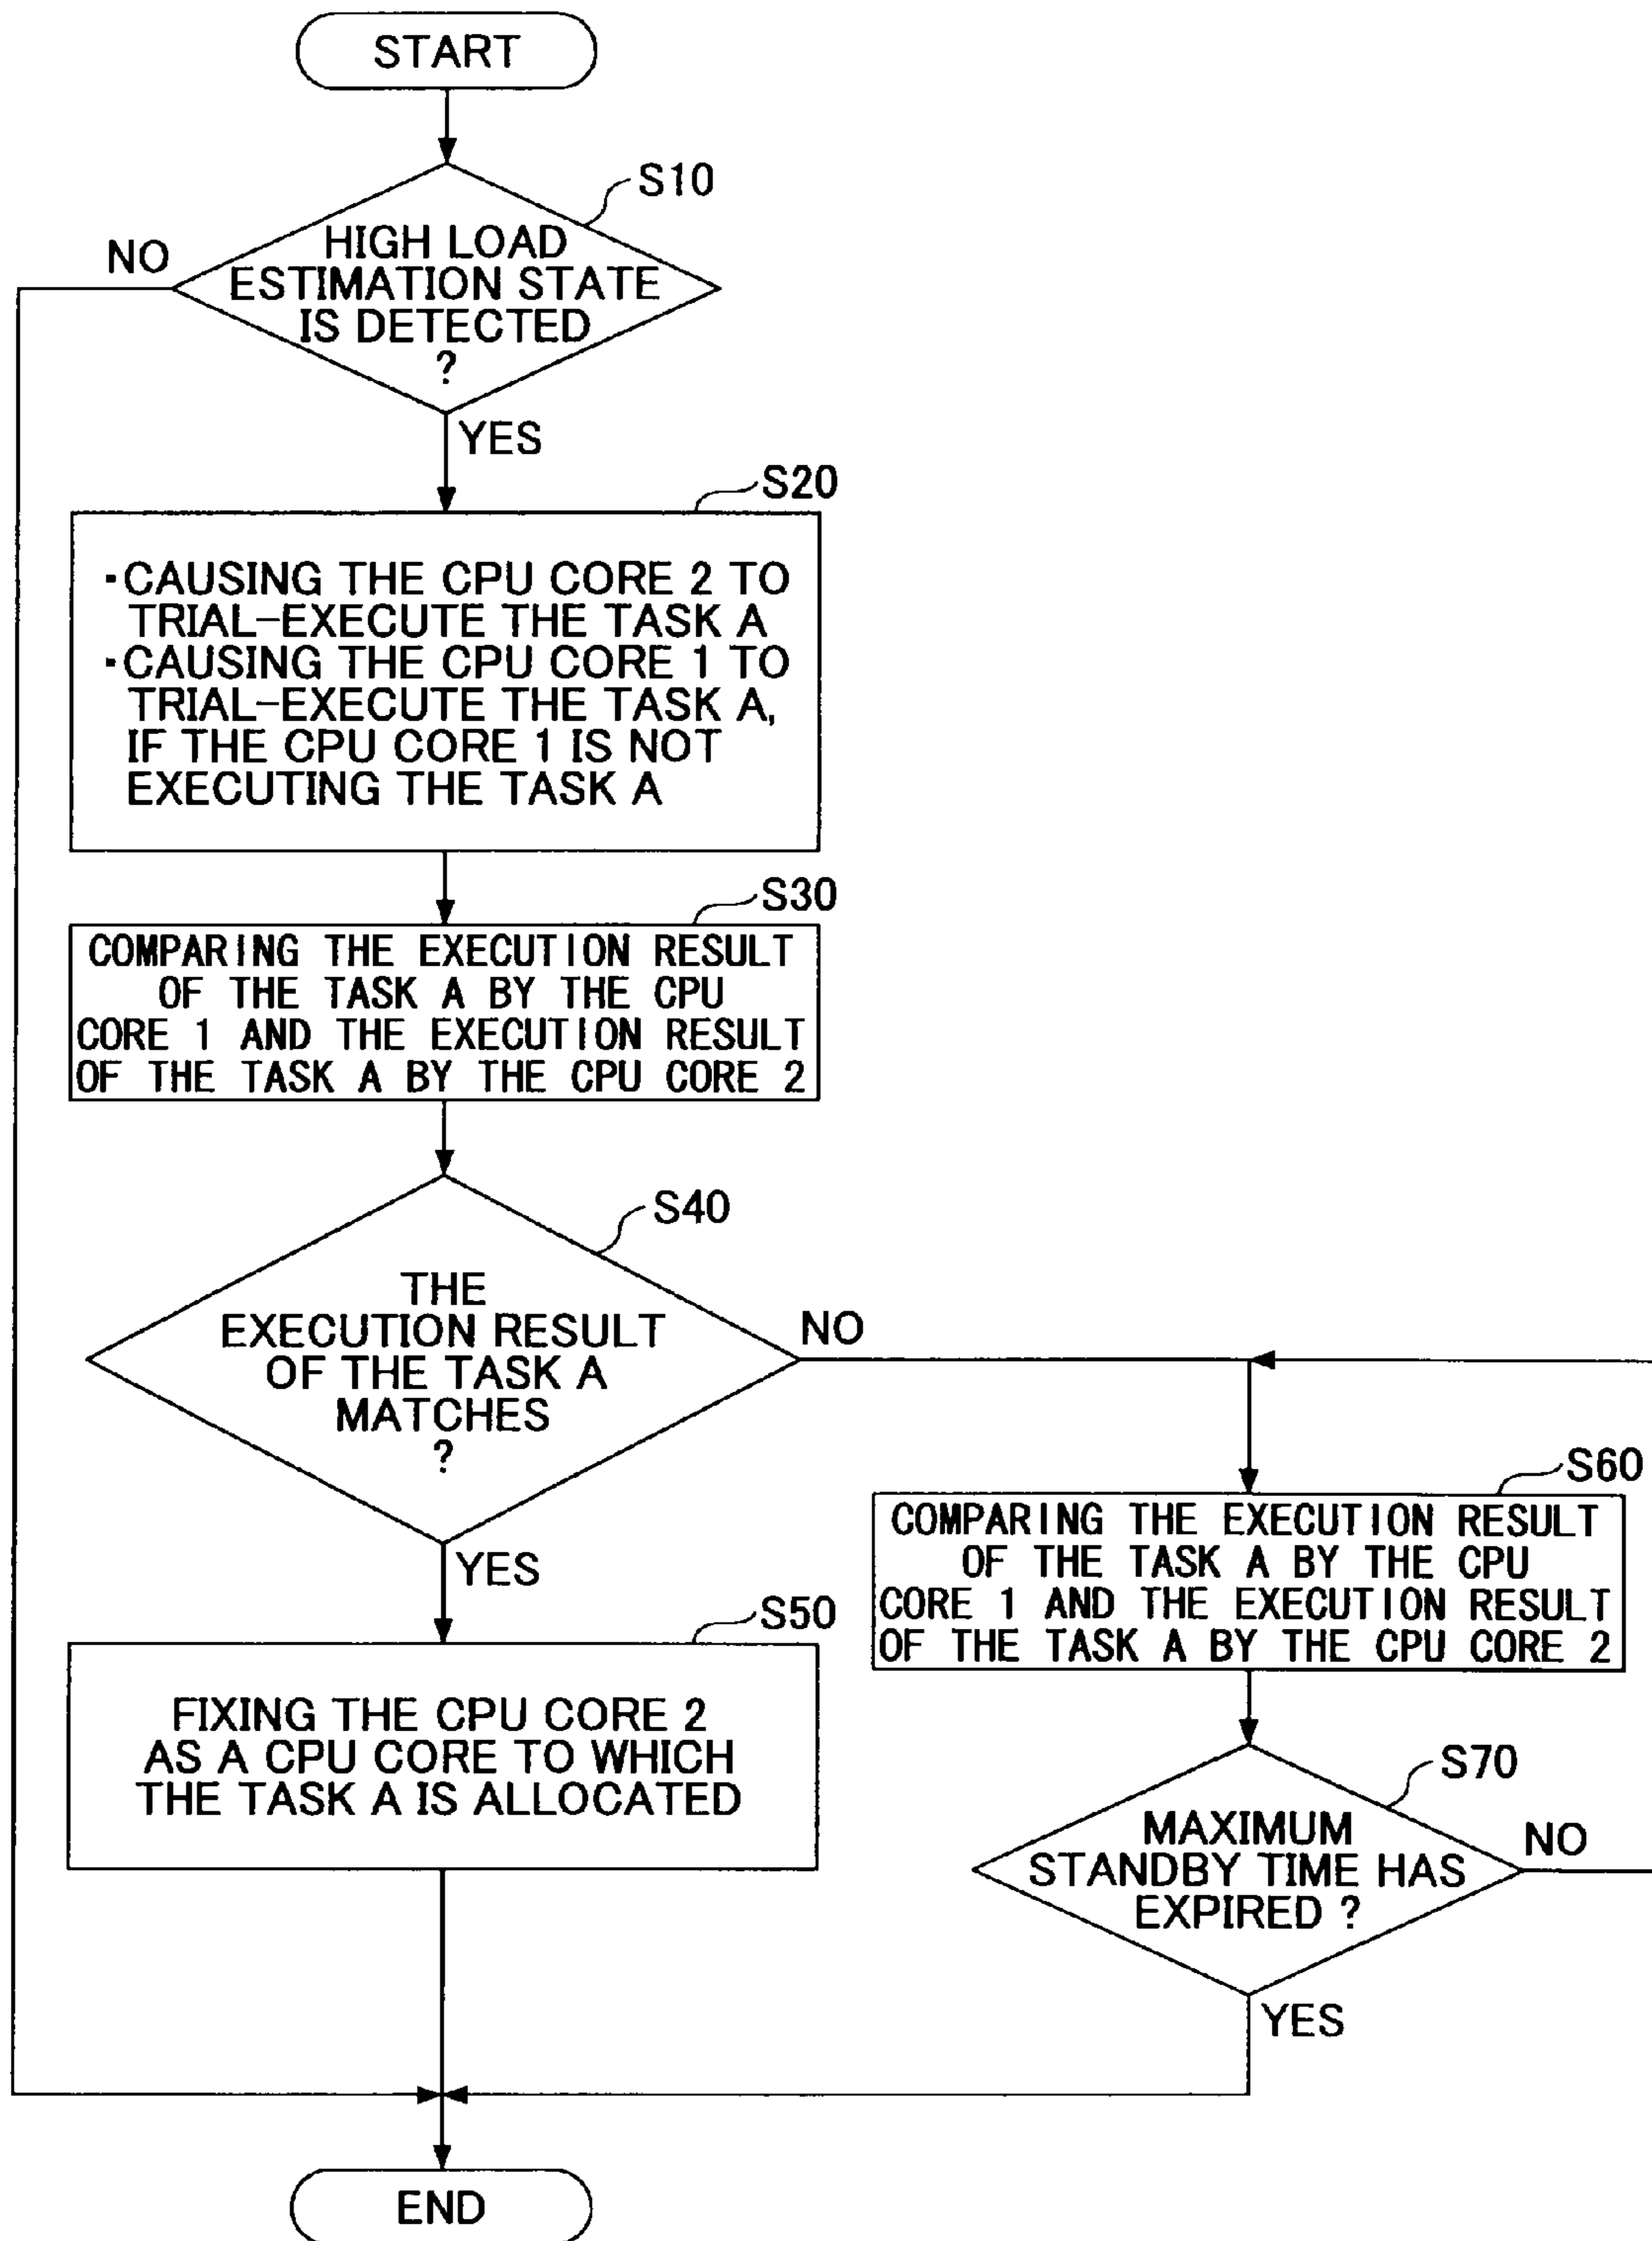 START
S10
NO
HIGH LOAD
ESTIMATION STATE
IS DETECTED
?
YES
S20
・CAUSING THE CPU CORE 2 TO
TRIAL-EXECUTE THE TASK A
・CAUSING THE CPU CORE 1 TO
TRIAL-EXECUTE THE TASK A,
IF THE CPU CORE 1 IS NOT
EXECUTING THE TASK A
S30
COMPARING THE EXECUTION RESULT
OF THE TASK A BY THE CPU
CORE 1 AND THE EXECUTION RESULT
OF THE TASK A BY THE CPU CORE 2
S40
THE
EXECUTION RESULT
OF THE TASK A
MATCHES
?
NO
YES
S50
FIXING THE CPU CORE 2
AS A CPU CORE TO WHICH
THE TASK A IS ALLOCATED
S60
COMPARING THE EXECUTION RESULT
OF THE TASK A BY THE CPU
CORE 1 AND THE EXECUTION RESULT
OF THE TASK A BY THE CPU CORE 2
S70
MAXIMUM
STANDBY TIME HAS
EXPIRED ?
NO
YES
END